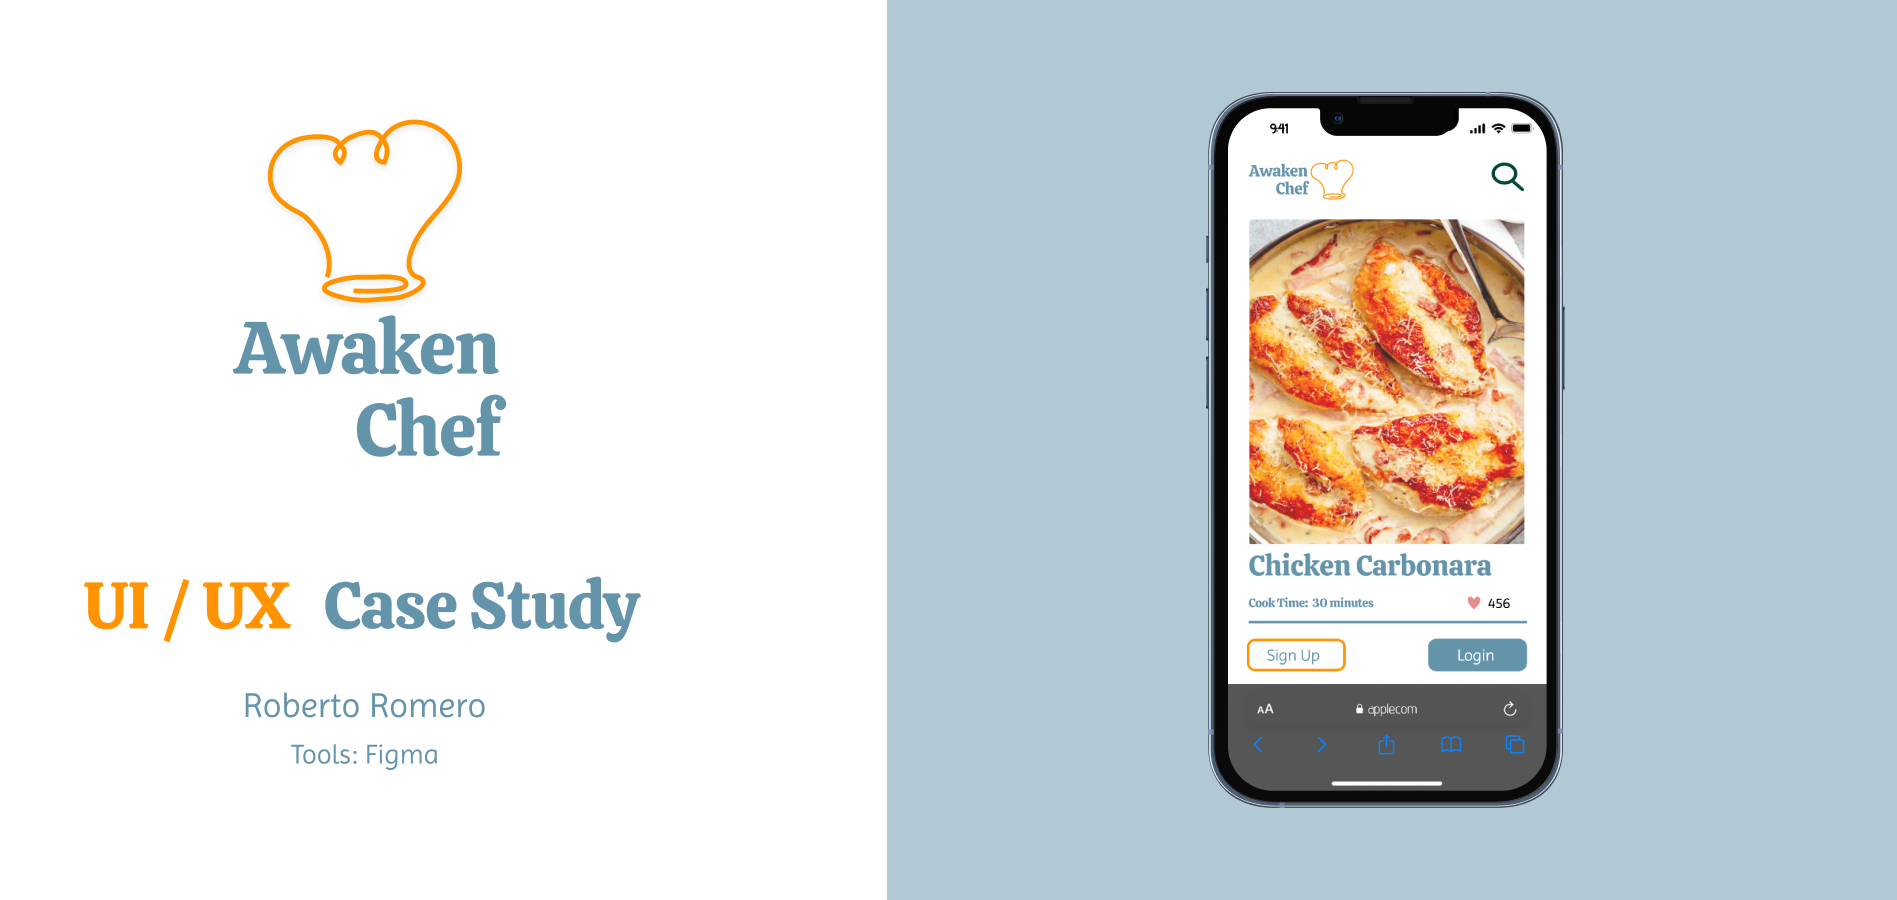 Awaken
Chef
UI / UX Case Study
Roberto Romero
Tools: Figma
9:41
Awaken
Chef
Chicken Carbonara
Cook Time: 30 minutes
456
Sign Up
Login
AA
apple.com